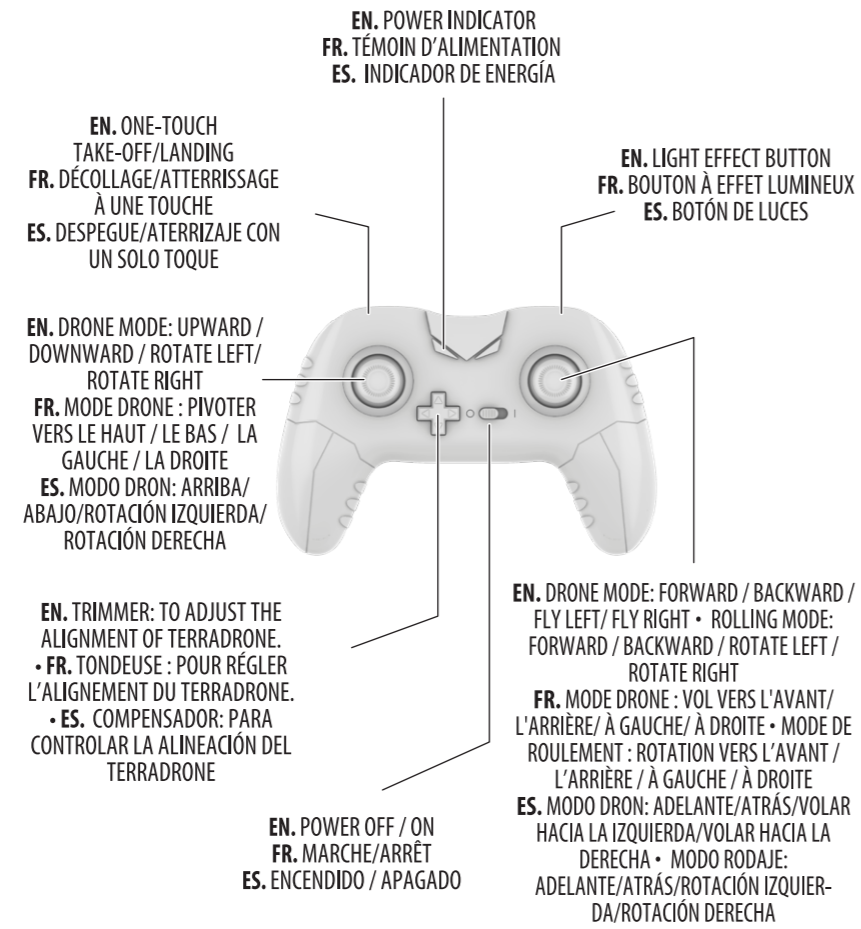 EN. POWER INDICATOR
FR. TÉMOIN D'ALIMENTATION
ES. INDICADOR DE ENERGÍA
EN. ONE-TOUCH
TAKE-OFF/LANDING
FR. DÉCOLLAGE/ATTERRISSAGE
À UNE TOUCHE
ES. DESPEGUE/ATERRIZAJE CON
UN SOLO TOQUE
EN. LIGHT EFFECT BUTTON
FR. BOUTON À EFFET LUMINEUX
ES. BOTÓN DE LUCES
EN. DRONE MODE: UPWARD /
DOWNWARD / ROTATE LEFT/
ROTATE RIGHT
FR. MODE DRONE : PIVOTER
VERS LE HAUT / LE BAS / LA
GAUCHE / LA DROITE
ES. MODO DRON: ARRIBA/
ABAJO/ROTACIÓN IZQUIERDA/
ROTACIÓN DERECHA
EN. TRIMMER: TO ADJUST THE
ALIGNMENT OF TERRADRONE.
• FR. TONDEUSE : POUR RÉGLER
L'ALIGNEMENT DU TERRADRONE.
• ES. COMPENSADOR: PARA
CONTROLAR LA ALINEACIÓN DEL
TERRADRONE
EN. POWER OFF / ON
FR. MARCHE/ARRÊT
ES. ENCENDIDO / APAGADO
EN. DRONE MODE: FORWARD / BACKWARD /
FLY LEFT/ FLY RIGHT • ROLLING MODE:
FORWARD / BACKWARD / ROTATE LEFT /
ROTATE RIGHT
FR. MODE DRONE : VOL VERS L'AVANT/
L'ARRIÈRE/ À GAUCHE/ À DROITE • MODE DE
ROULEMENT : ROTATION VERS L'AVANT /
L'ARRIÈRE / À GAUCHE / À DROITE
ES. MODO DRON: ADELANTE/ATRÁS/VOLAR
HACIA LA IZQUIERDA/VOLAR HACIA LA
DERECHA • MODO RODAJE:
ADELANTE/ATRÁS/ROTACIÓN IZQUIER-
DA/ROTACIÓN DERECHA